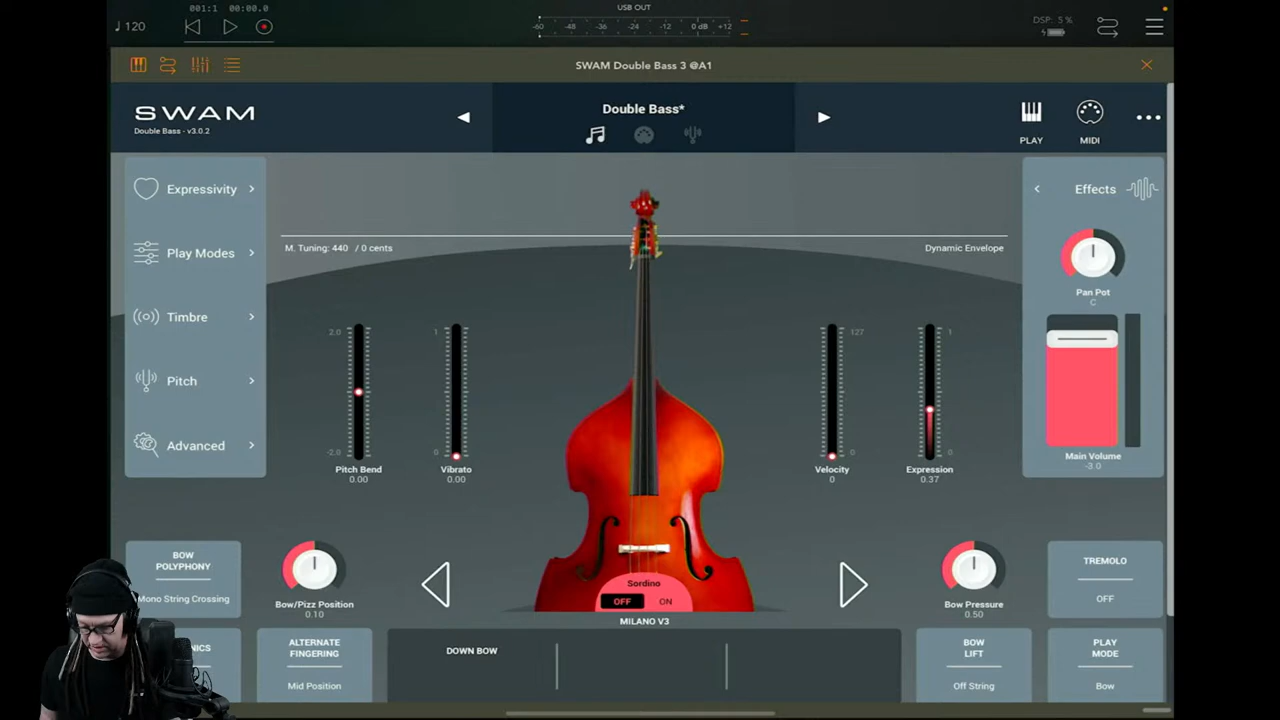 001:1 00:00.0
♩ 120
USB OUT
-60 -48 -36 -24 -12 0 dB +12
DSP: 5 %
SWAM Double Bass 3 @A1
SWAM
Double Bass - v3.0.2
Double Bass*
PLAY
MIDI
Expressivity
Play Modes
Timbre
Pitch
Advanced
M. Tuning: 440 / 0 cents
Dynamic Envelope
Effects
Pan Pot
C
Main Volume
-3.0
2.0
-2.0
Pitch Bend
0.00
1
0
Vibrato
0.00
127
0
Velocity
0
1
0
Expression
0.37
BOW
POLYPHONY
Mono String Crossing
Bow/Pizz Position
0.10
Sordino
OFF ON
MILANO V3
Bow Pressure
0.50
TREMOLO
OFF
ALTERNATE
FINGERING
Mid Position
DOWN BOW
BOW
LIFT
Off String
PLAY
MODE
Bow